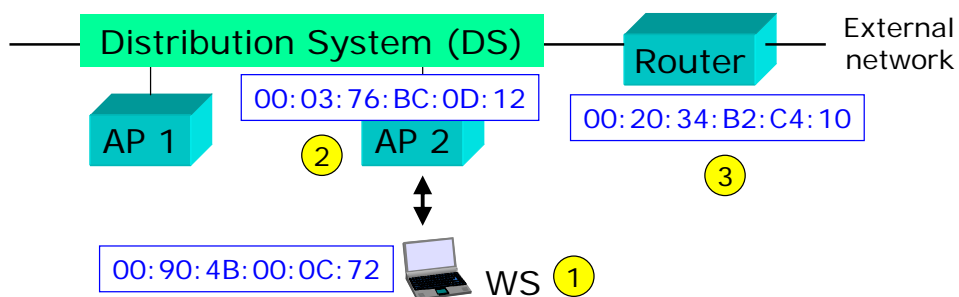 Distribution System (DS)
External
network
Router
00:03:76:BC:0D:12
00:20:34:B2:C4:10
AP 1
2
AP 2
3
00:90:4B:00:0C:72
WS
1